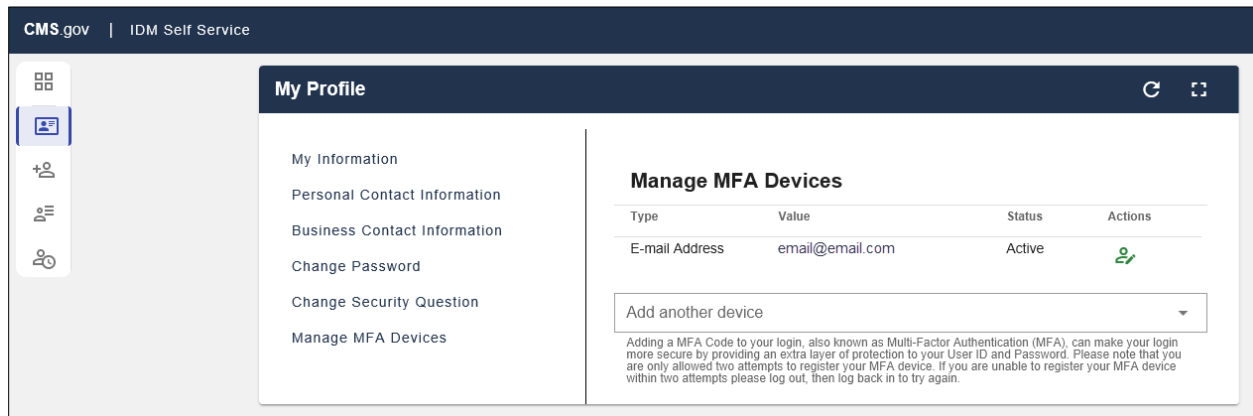 CMS.gov | IDM Self Service
My Profile
My Information
Personal Contact Information
Business Contact Information
Change Password
Change Security Question
Manage MFA Devices
Manage MFA Devices
Type Value Status Actions
E-mail Address email@email.com Active
Add another device
Adding a MFA Code to your login, also known as Multi-Factor Authentication (MFA), can make your login
more secure by providing an extra layer of protection to your User ID and Password. Please note that you
are only allowed two attempts to register your MFA device. If you are unable to register your MFA device
within two attempts please log out, then log back in to try again.